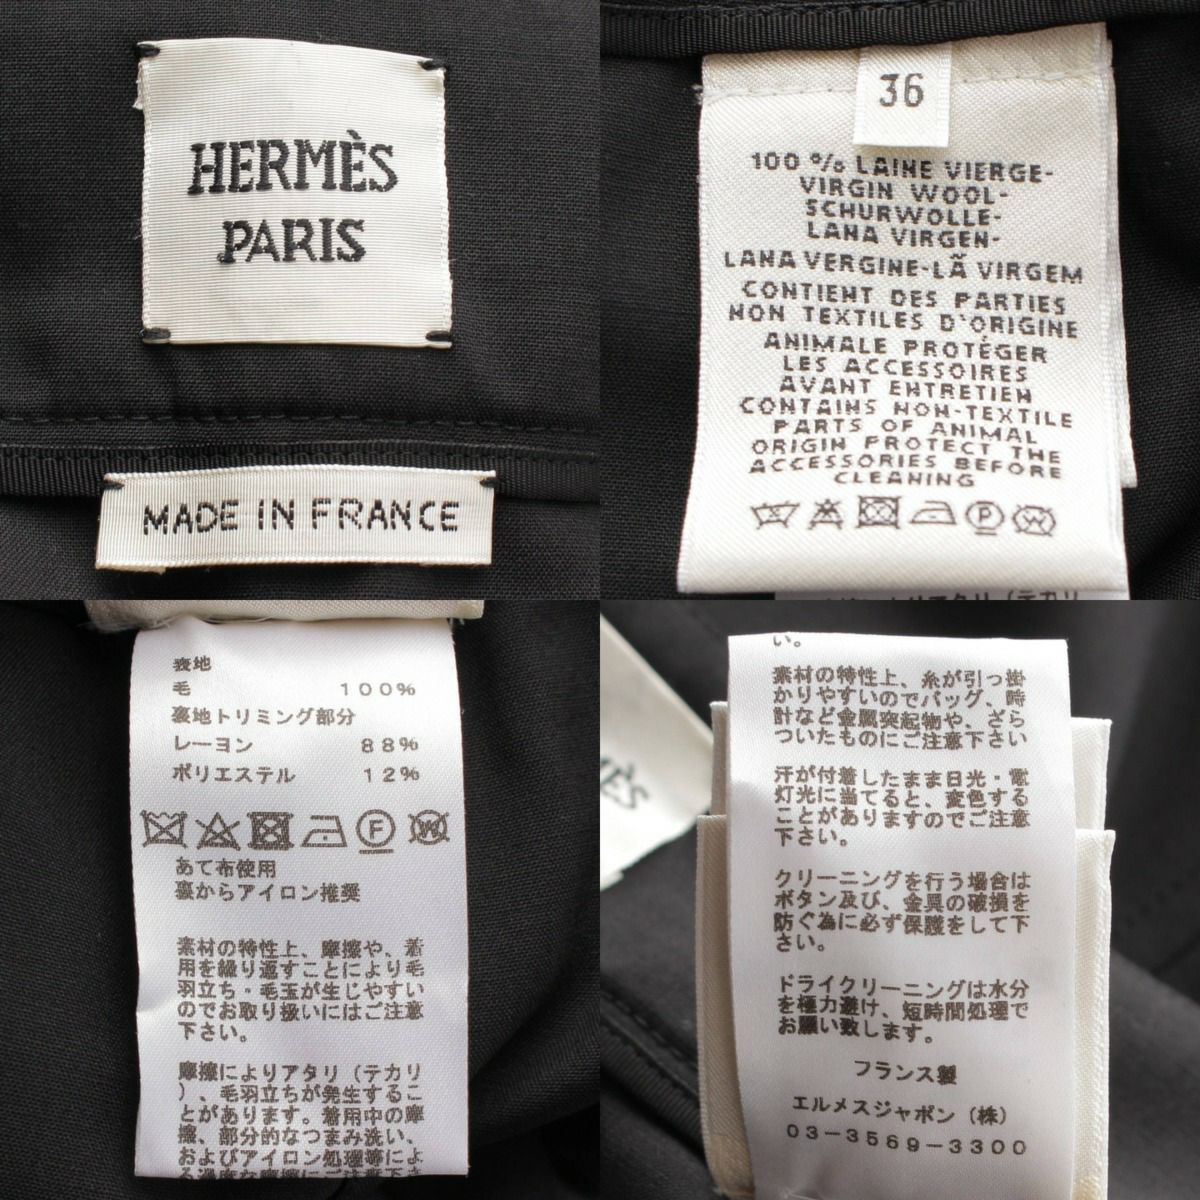 HERMÈS
PARIS
MADE IN FRANCE
36
100 % LAINE VIERGE-
VIRGIN WOOL-
SCHURWOLLE-
LANA VIRGEN-
LANA VERGINE-LÃ VIRGEM
CONTIENT DES PARTIES
NON TEXTILES D'ORIGINE
ANIMALE PROTÉGER
LES ACCESSOIRES
AVANT ENTRETIEN
CONTAINS NON-TEXTILE
PARTS OF ANIMAL
ORIGIN PROTECT THE
ACCESSORIES BEFORE
CLEANING
表地
毛 100%
裏地トリミング部分
レーヨン 88%
ポリエステル 12%
あて布使用
裏からアイロン推奨
素材の特性上、摩擦や、着
用を繰り返すことにより毛
羽立ち・毛玉が生じやすい
のでお取り扱いにはご注意
下さい。
摩擦によりアタリ(テカリ
)、毛羽立ちが発生するこ
とがあります。着用中の摩
擦、部分的なつまみ洗い、
およびアイロン処理等によ
る過度な摩擦にはご注意下さ
い。
素材の特性上、糸が引っ掛
かりやすいのでバッグ、時
計など金属突起物や、ざら
ついたものにご注意下さい
汗が付着したまま日光・電
灯光に当てると、変色する
ことがありますのでご注意
下さい。
クリーニングを行う場合は
ボタン及び、金具の破損を
防ぐ為に必ず保護をして下
さい。
ドライクリーニングは水分
を極力避け、短時間処理で
お願い致します。
フランス製
エルメスジャポン(株)
03-3569-3300